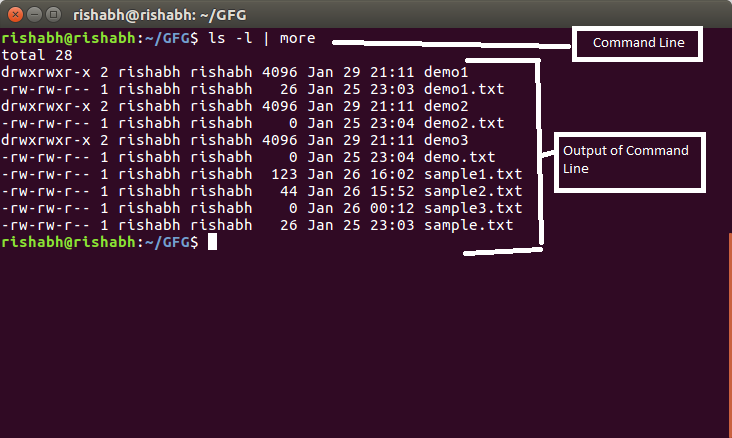 rishabh@rishabh: ~/GFG
rishabh@rishabh:~/GFG$ ls -l | more
Command Line
total 28
drwxrwxr-x 2 rishabh rishabh 4096 Jan 29 21:11 demo1
-rw-rw-r-- 1 rishabh rishabh   26 Jan 25 23:03 demo1.txt
drwxrwxr-x 2 rishabh rishabh 4096 Jan 29 21:11 demo2
-rw-rw-r-- 1 rishabh rishabh    0 Jan 25 23:04 demo2.txt
drwxrwxr-x 2 rishabh rishabh 4096 Jan 29 21:11 demo3
-rw-rw-r-- 1 rishabh rishabh    0 Jan 25 23:04 demo.txt
-rw-rw-r-- 1 rishabh rishabh  123 Jan 26 16:02 sample1.txt
-rw-rw-r-- 1 rishabh rishabh   44 Jan 26 15:52 sample2.txt
-rw-rw-r-- 1 rishabh rishabh    0 Jan 26 00:12 sample3.txt
-rw-rw-r-- 1 rishabh rishabh   26 Jan 25 23:03 sample.txt
Output of Command
Line
rishabh@rishabh:~/GFG$